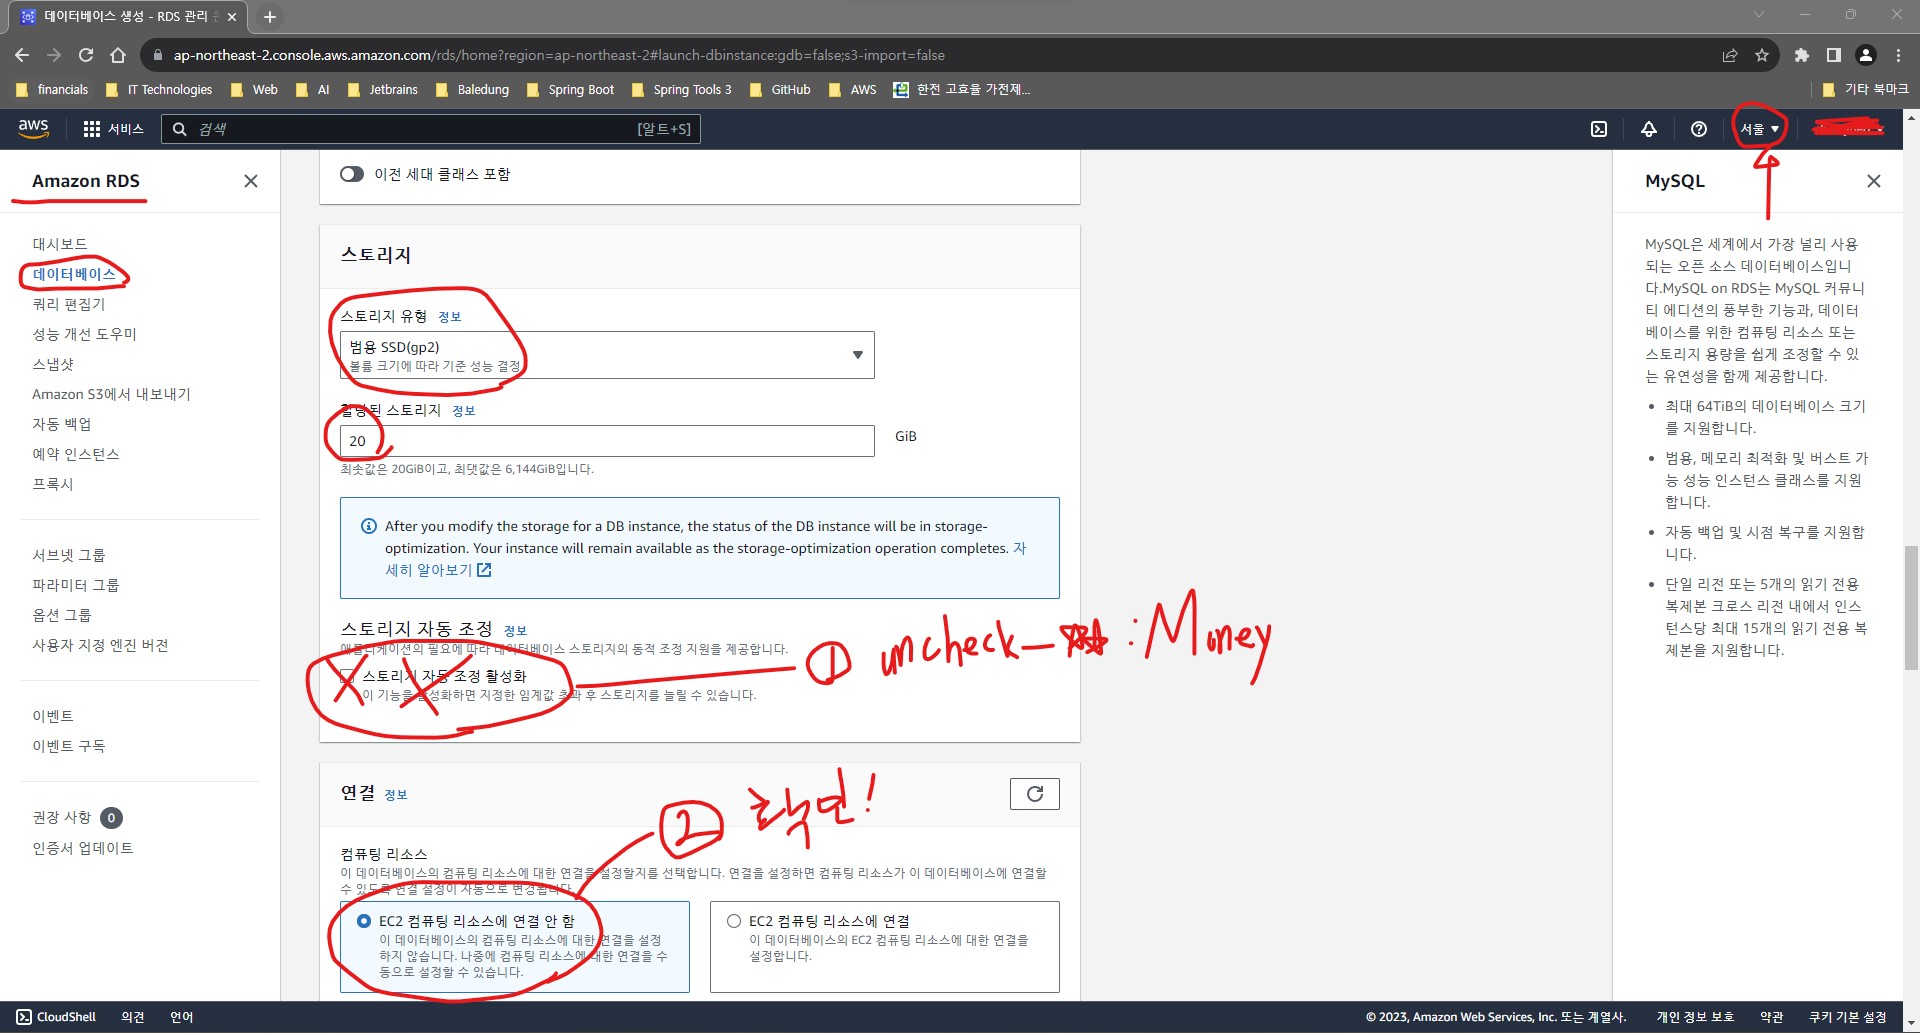 데이터베이스 생성 - RDS 관리
ap-northeast-2.console.aws.amazon.com/rds/home?region=ap-northeast-2#launch-dbinstance:gdb=false;s3-import=false
financials
IT Technologies
Web
AI
Jetbrains
Baledung
Spring Boot
Spring Tools 3
GitHub
AWS
한전 고효율 가전제...
기타 북마크
aws
서비스
검색
[알트+S]
서울
Amazon RDS
대시보드
데이터베이스
쿼리 편집기
성능 개선 도우미
스냅샷
Amazon S3에서 내보내기
자동 백업
예약 인스턴스
프록시
서브넷 그룹
파라미터 그룹
옵션 그룹
사용자 지정 엔진 버전
이벤트
이벤트 구독
권장 사항 0
인증서 업데이트
이전 세대 클래스 포함
스토리지
스토리지 유형 정보
범용 SSD(gp2)
볼륨 크기에 따라 기준 성능 결정
할당된 스토리지 정보
20
GiB
최솟값은 20GiB이고, 최댓값은 6,144GiB입니다.
After you modify the storage for a DB instance, the status of the DB instance will be in storage-
optimization. Your instance will remain available as the storage-optimization operation completes. 자
세히 알아보기
스토리지 자동 조정 정보
애플리케이션의 필요에 따라 데이터베이스 스토리지의 동적 조정 지원을 제공합니다.
스토리지 자동 조정 활성화
이 기능을 활성화하면 지정한 임계값 초과 후 스토리지를 늘릴 수 있습니다.
X X
① uncheck : Money
연결 정보
② 확인!
컴퓨팅 리소스
이 데이터베이스의 컴퓨팅 리소스에 대한 연결을 설정할지를 선택합니다. 연결을 설정하면 컴퓨팅 리소스가 이 데이터베이스에 연결할
수 있도록 연결 설정이 자동으로 변경됩니다.
EC2 컴퓨팅 리소스에 연결 안 함
이 데이터베이스의 컴퓨팅 리소스에 대한 연결을 설정
하지 않습니다. 나중에 컴퓨팅 리소스에 대한 연결을 수
동으로 설정할 수 있습니다.
EC2 컴퓨팅 리소스에 연결
이 데이터베이스의 EC2 컴퓨팅 리소스에 대한 연결을
설정합니다.
MySQL
MySQL은 세계에서 가장 널리 사용
되는 오픈 소스 데이터베이스입니
다.MySQL on RDS는 MySQL 커뮤니
티 에디션의 풍부한 기능과, 데이터
베이스를 위한 컴퓨팅 리소스 또는
스토리지 용량을 쉽게 조정할 수 있
는 유연성을 함께 제공합니다.
최대 64TiB의 데이터베이스 크기
를 지원합니다.
범용, 메모리 최적화 및 버스트 가
능 성능 인스턴스 클래스를 지원
합니다.
자동 백업 및 시점 복구를 지원합
니다.
단일 리전 또는 5개의 읽기 전용
복제본 크로스 리전 내에서 인스
턴스당 최대 15개의 읽기 전용 복
제본을 지원합니다.
CloudShell
의견
언어
© 2023, Amazon Web Services, Inc. 또는 계열사.
개인 정보 보호
약관
쿠키 기본 설정